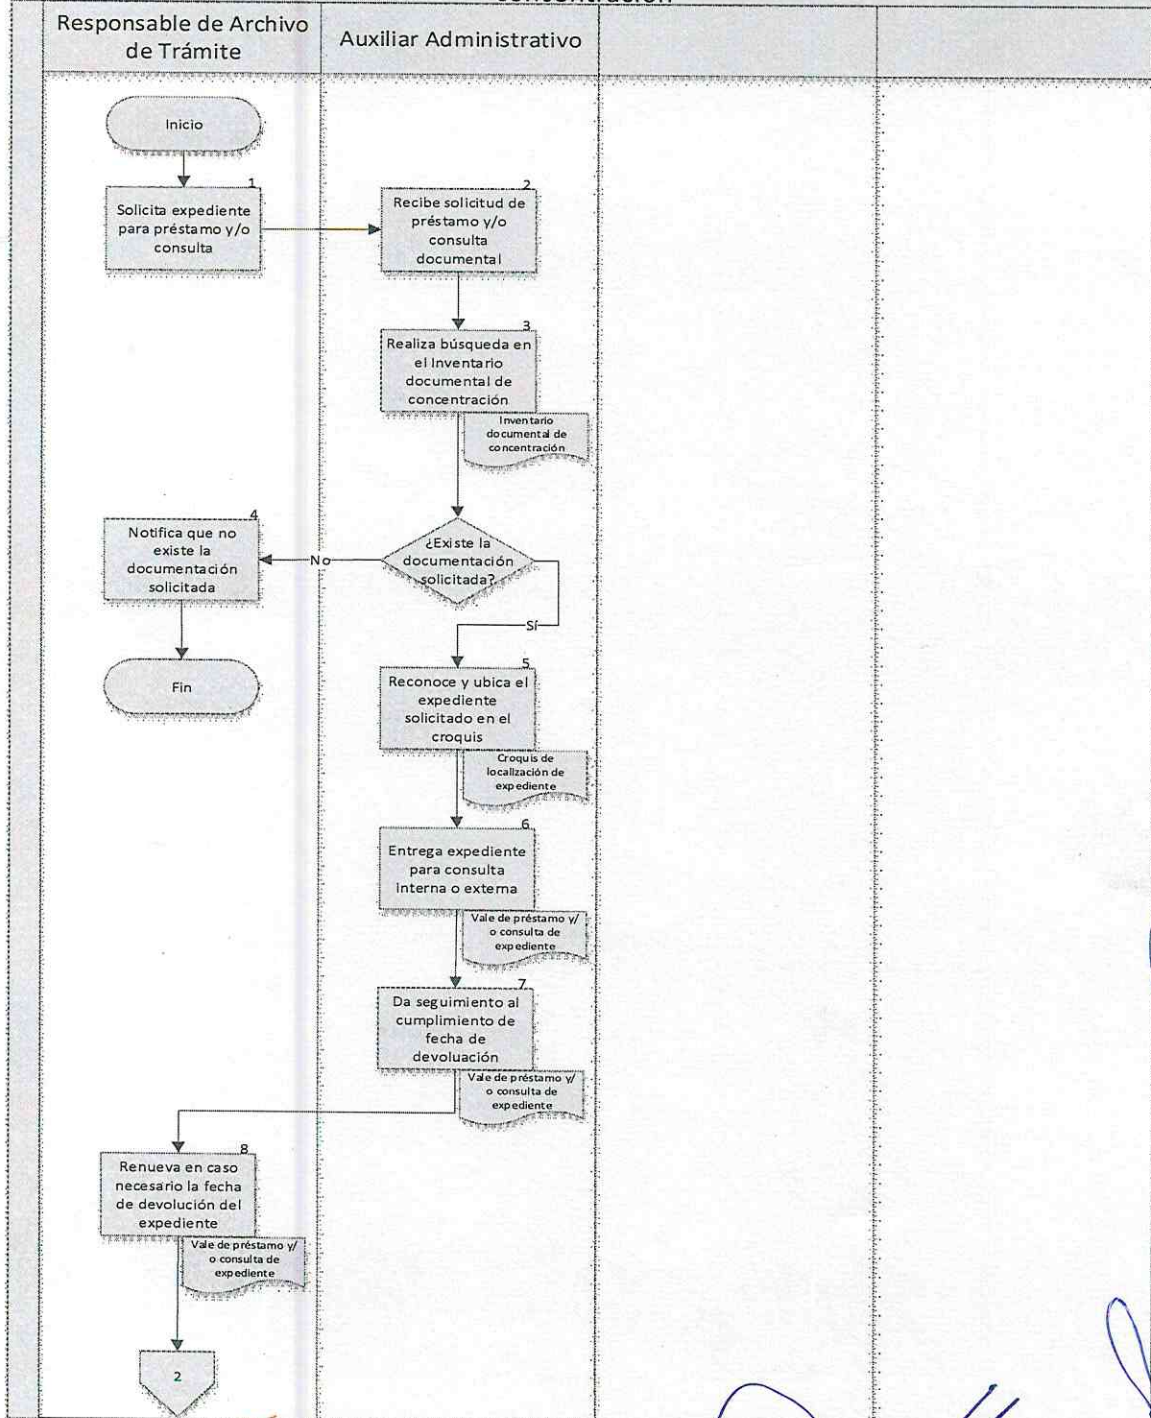 concentración
Responsable de Archivo
de Trámite
Auxiliar Administrativo
Inicio
1
Solicita expediente
para préstamo y/o
consulta
2
Recibe solicitud de
préstamo y/o
consulta
documental
3
Realiza búsqueda en
el Inventario
documental de
concentración
Inventario
documental de
concentración
¿Existe la
documentación
solicitada?
No
4
Notifica que no
existe la
documentación
solicitada
Fin
Sí
5
Reconoce y ubica el
expediente
solicitado en el
croquis
Croquis de
localización de
expediente
6
Entrega expediente
para consulta
interna o externa
Vale de préstamo y/
o consulta de
expediente
7
Da seguimiento al
cumplimiento de
fecha de
devoluación
Vale de préstamo y/
o consulta de
expediente
8
Renueva en caso
necesario la fecha
de devolución del
expediente
Vale de préstamo y/
o consulta de
expediente
2